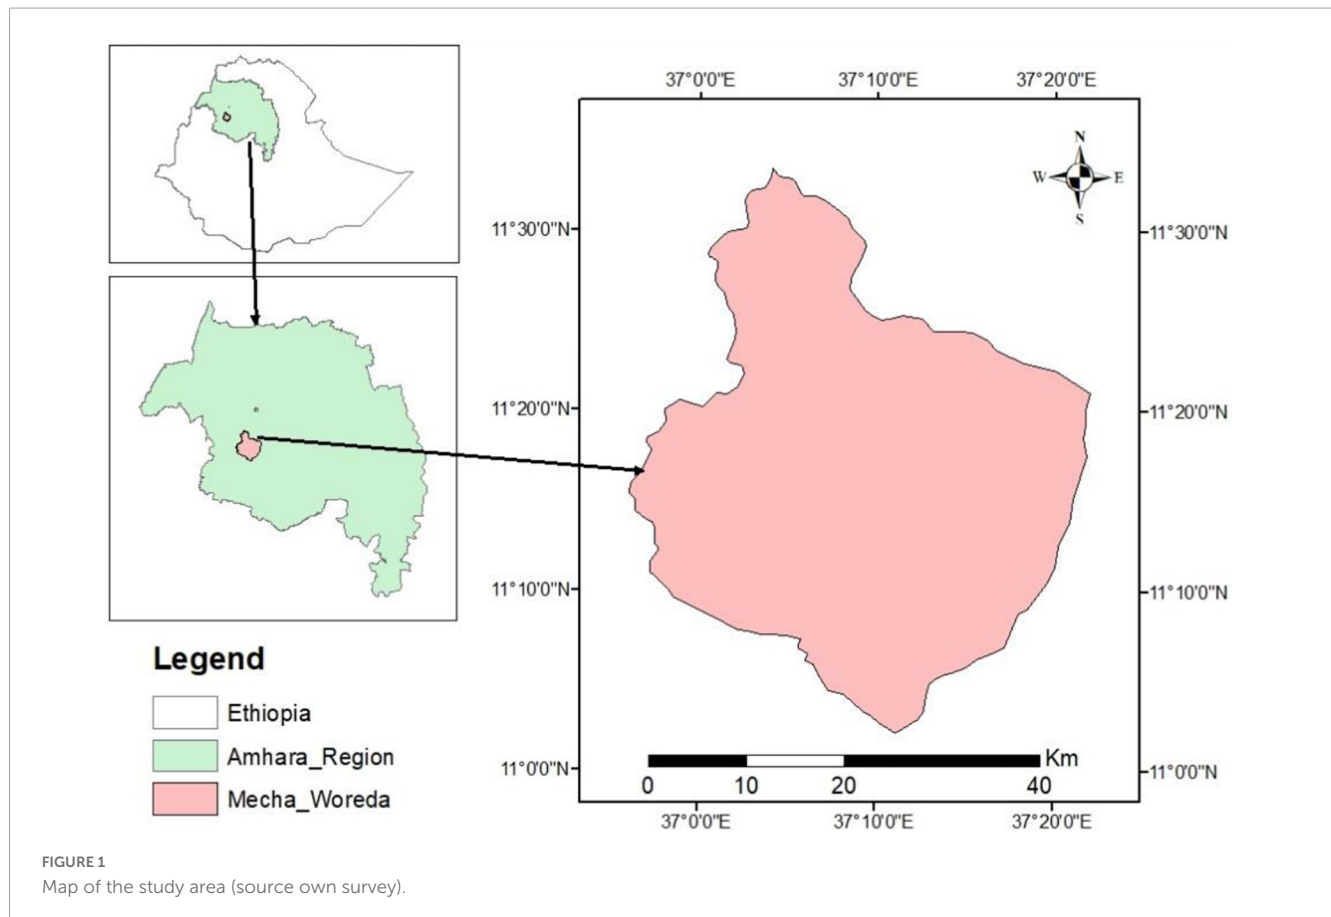 37°0'0"E 37°10'0"E 37°20'0"E
N
W E
S
11°30'0"N 11°30'0"N
11°20'0"N 11°20'0"N
11°10'0"N 11°10'0"N
11°0'0"N 11°0'0"N
Legend
Ethiopia
Amhara_Region
Mecha_Woreda
Km
0 10 20 40
37°0'0"E 37°10'0"E 37°20'0"E
FIGURE 1
Map of the study area (source own survey).